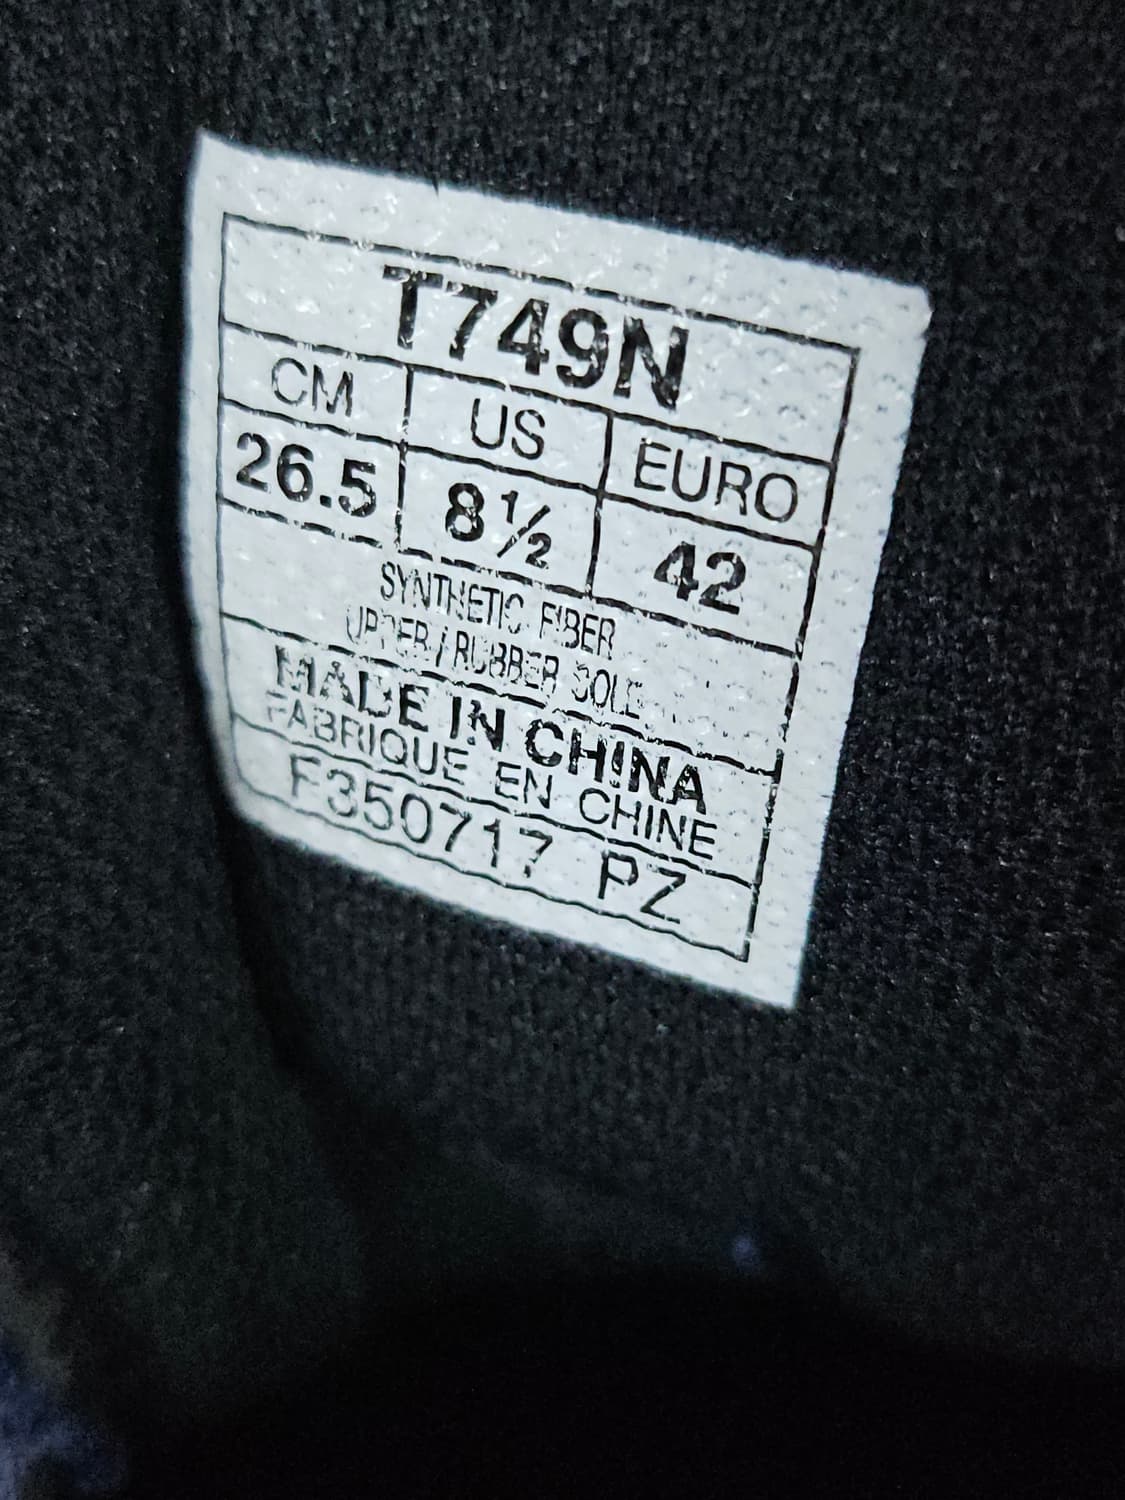 T749N
CM US EURO
26.5 8½ 42
SYNTHETIC FIBER
UPPER / RUBBER SOLE
MADE IN CHINA
FABRIQUE EN CHINE
F350717 PZ